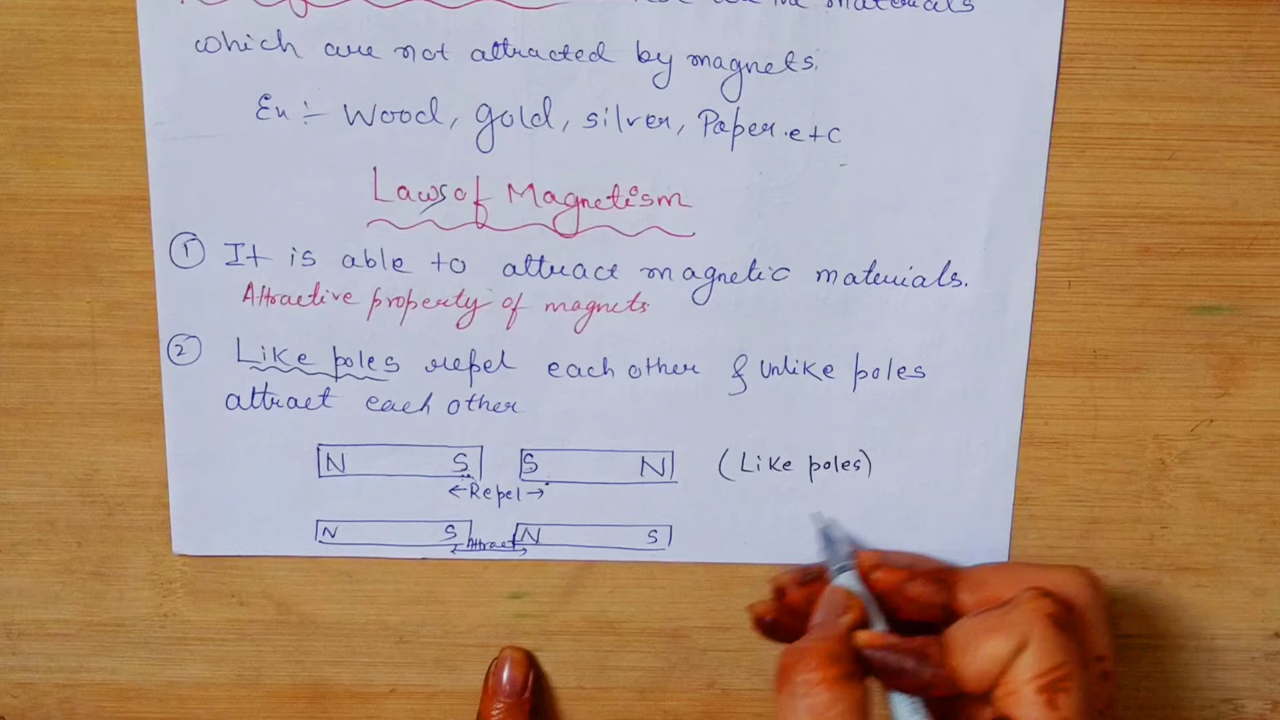 materials
which are not attracted by magnets.
Ex :- Wood, gold, silver, Paper.etc
Laws of Magnetism
① It is able to attract magnetic materials.
Attractive property of magnets
② Like poles repel each other & unlike poles
attract each other
N S S N (Like poles)
←Repel→
N S N S
Attract